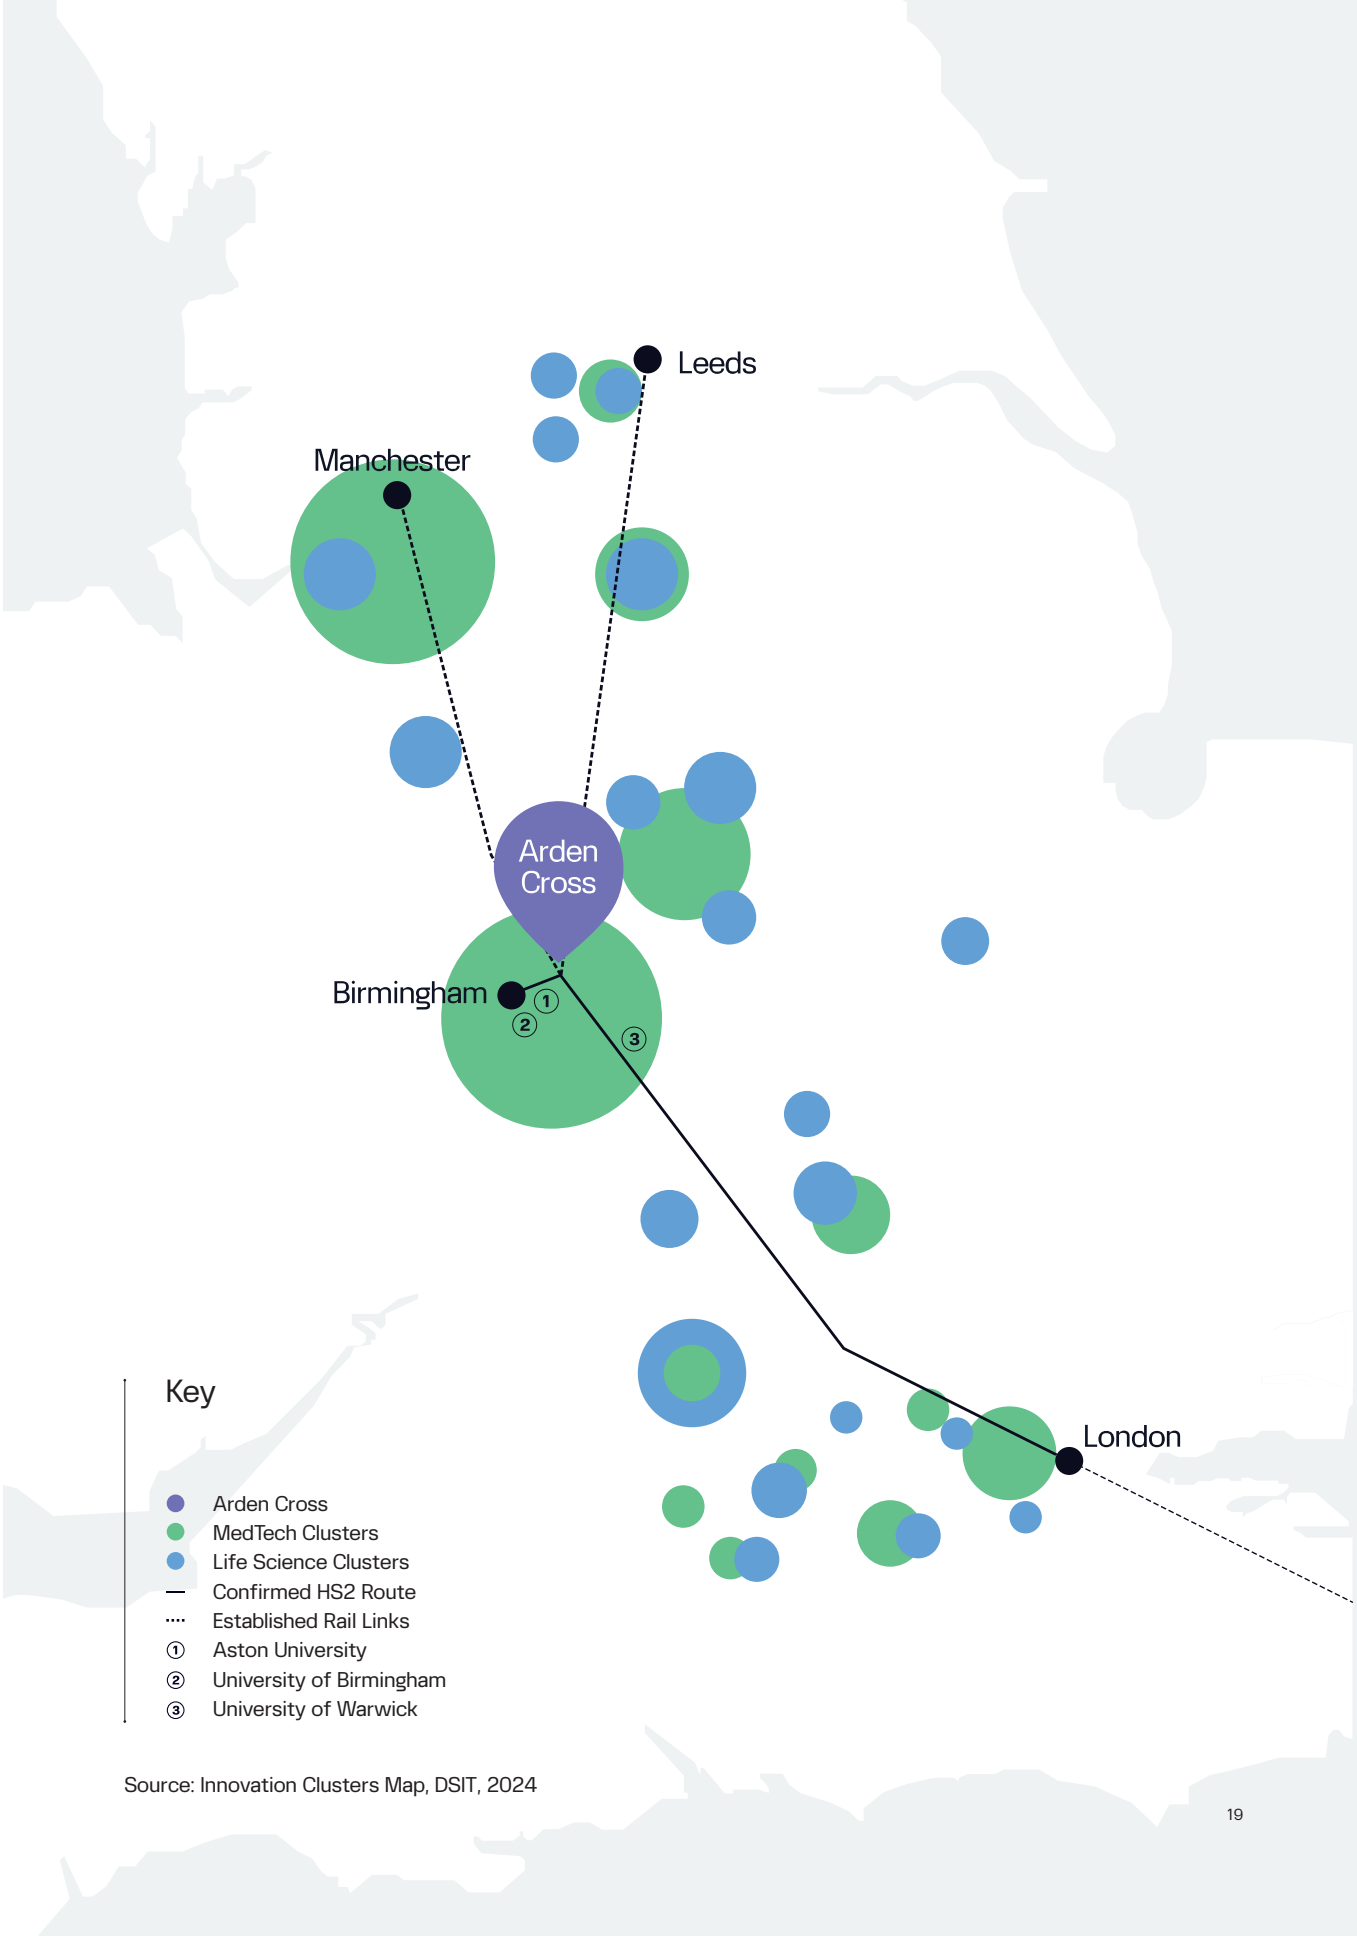 Leeds
Manchester
Arden
Cross
Birmingham
1
2
3
London
Key
Arden Cross
MedTech Clusters
Life Science Clusters
Confirmed HS2 Route
Established Rail Links
1 Aston University
2 University of Birmingham
3 University of Warwick
Source: Innovation Clusters Map, DSIT, 2024
19